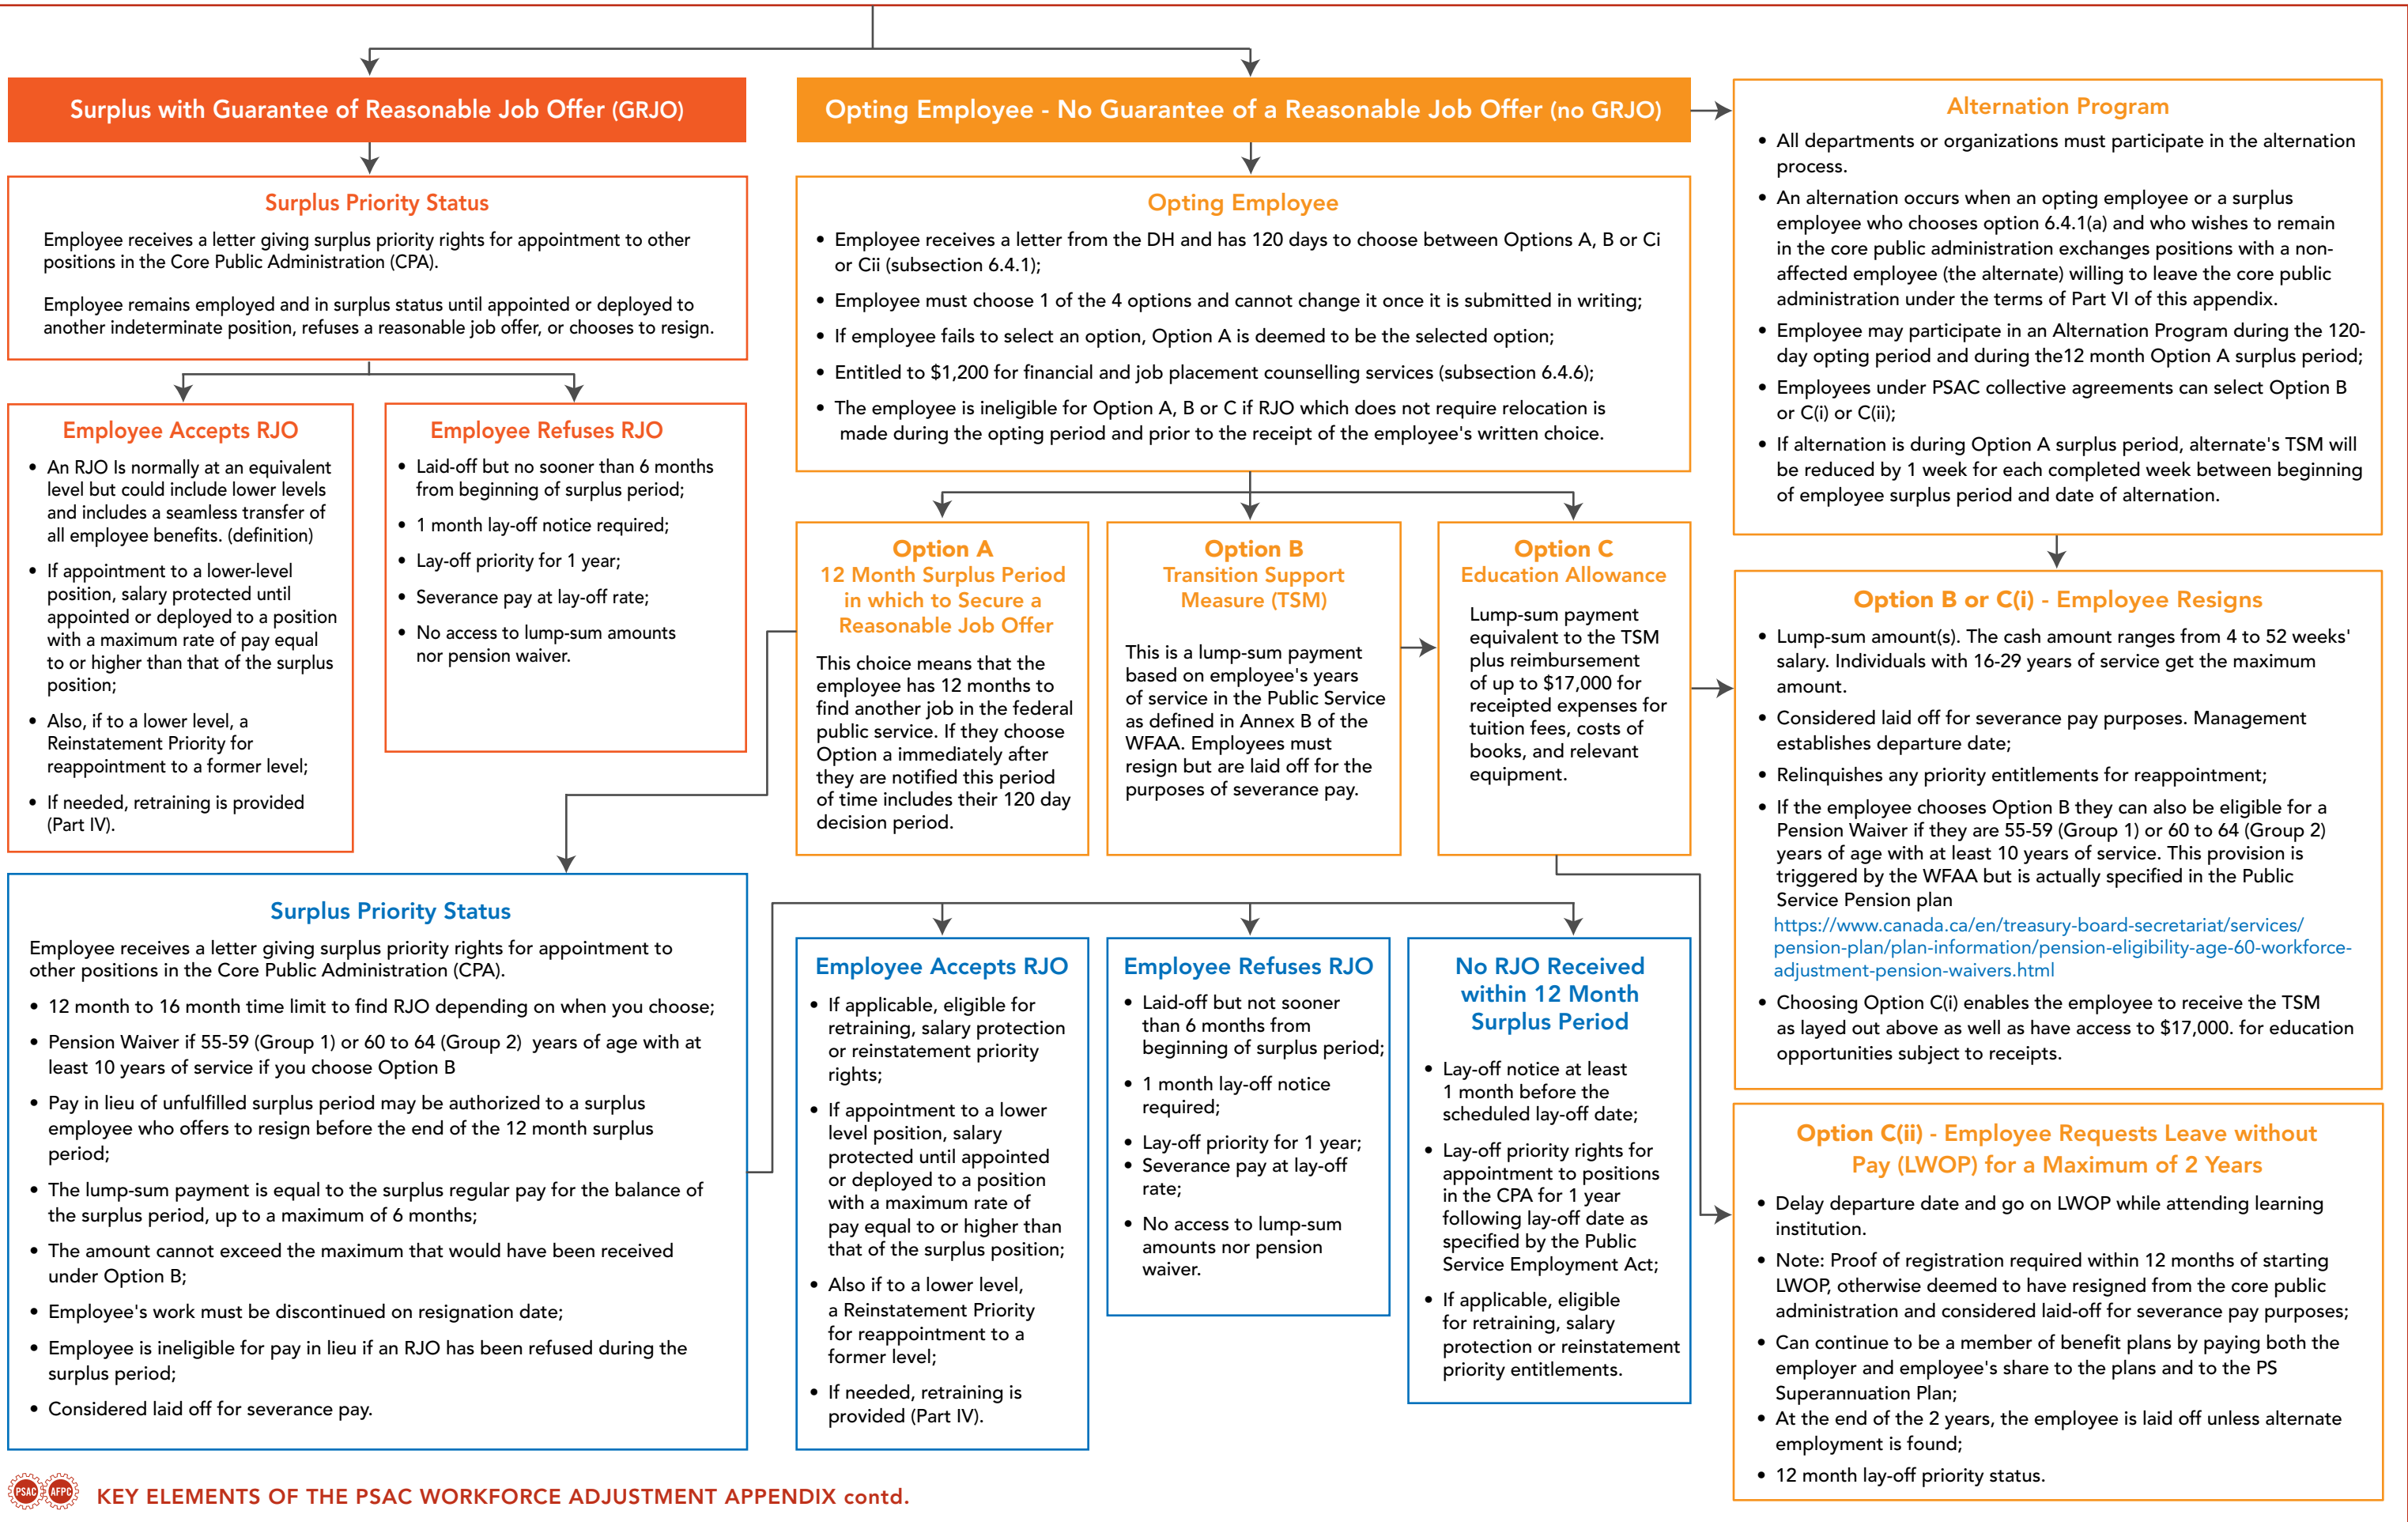 Surplus with Guarantee of Reasonable Job Offer (GRJO)
Surplus Priority Status
Employee receives a letter giving surplus priority rights for appointment to other
positions in the Core Public Administration (CPA).
Employee remains employed and in surplus status until appointed or deployed to
another indeterminate position, refuses a reasonable job offer, or chooses to resign.
Employee Accepts RJO
• An RJO Is normally at an equivalent
level but could include lower levels
and includes a seamless transfer of
all employee benefits. (definition)
• If appointment to a lower-level
position, salary protected until
appointed or deployed to a position
with a maximum rate of pay equal
to or higher than that of the surplus
position;
• Also, if to a lower level, a
Reinstatement Priority for
reappointment to a former level;
• If needed, retraining is provided
(Part IV).
Employee Refuses RJO
• Laid-off but no sooner than 6 months
from beginning of surplus period;
• 1 month lay-off notice required;
• Lay-off priority for 1 year;
• Severance pay at lay-off rate;
• No access to lump-sum amounts
nor pension waiver.
Opting Employee - No Guarantee of a Reasonable Job Offer (no GRJO)
Opting Employee
• Employee receives a letter from the DH and has 120 days to choose between Options A, B or Ci
or Cii (subsection 6.4.1);
• Employee must choose 1 of the 4 options and cannot change it once it is submitted in writing;
• If employee fails to select an option, Option A is deemed to be the selected option;
• Entitled to $1,200 for financial and job placement counselling services (subsection 6.4.6);
• The employee is ineligible for Option A, B or C if RJO which does not require relocation is
made during the opting period and prior to the receipt of the employee's written choice.
Option A
12 Month Surplus Period
in which to Secure a
Reasonable Job Offer
This choice means that the
employee has 12 months to
find another job in the federal
public service. If they choose
Option a immediately after
they are notified this period
of time includes their 120 day
decision period.
Option B
Transition Support
Measure (TSM)
This is a lump-sum payment
based on employee's years
of service in the Public Service
as defined in Annex B of the
WFAA. Employees must
resign but are laid off for the
purposes of severance pay.
Option C
Education Allowance
Lump-sum payment
equivalent to the TSM
plus reimbursement
of up to $17,000 for
receipted expenses for
tuition fees, costs of
books, and relevant
equipment.
Alternation Program
• All departments or organizations must participate in the alternation
process.
• An alternation occurs when an opting employee or a surplus
employee who chooses option 6.4.1(a) and who wishes to remain
in the core public administration exchanges positions with a non-
affected employee (the alternate) willing to leave the core public
administration under the terms of Part VI of this appendix.
• Employee may participate in an Alternation Program during the 120-
day opting period and during the12 month Option A surplus period;
• Employees under PSAC collective agreements can select Option B
or C(i) or C(ii);
• If alternation is during Option A surplus period, alternate's TSM will
be reduced by 1 week for each completed week between beginning
of employee surplus period and date of alternation.
Option B or C(i) - Employee Resigns
• Lump-sum amount(s). The cash amount ranges from 4 to 52 weeks'
salary. Individuals with 16-29 years of service get the maximum
amount.
• Considered laid off for severance pay purposes. Management
establishes departure date;
• Relinquishes any priority entitlements for reappointment;
• If the employee chooses Option B they can also be eligible for a
Pension Waiver if they are 55-59 (Group 1) or 60 to 64 (Group 2)
years of age with at least 10 years of service. This provision is
triggered by the WFAA but is actually specified in the Public
Service Pension plan
https://www.canada.ca/en/treasury-board-secretariat/services/
pension-plan/plan-information/pension-eligibility-age-60-workforce-
adjustment-pension-waivers.html
• Choosing Option C(i) enables the employee to receive the TSM
as layed out above as well as have access to $17,000. for education
opportunities subject to receipts.
Surplus Priority Status
Employee receives a letter giving surplus priority rights for appointment to
other positions in the Core Public Administration (CPA).
• 12 month to 16 month time limit to find RJO depending on when you choose;
• Pension Waiver if 55-59 (Group 1) or 60 to 64 (Group 2) years of age with at
least 10 years of service if you choose Option B
• Pay in lieu of unfulfilled surplus period may be authorized to a surplus
employee who offers to resign before the end of the 12 month surplus
period;
• The lump-sum payment is equal to the surplus regular pay for the balance of
the surplus period, up to a maximum of 6 months;
• The amount cannot exceed the maximum that would have been received
under Option B;
• Employee's work must be discontinued on resignation date;
• Employee is ineligible for pay in lieu if an RJO has been refused during the
surplus period;
• Considered laid off for severance pay.
Employee Accepts RJO
• If applicable, eligible for
retraining, salary protection
or reinstatement priority
rights;
• If appointment to a lower
level position, salary
protected until appointed
or deployed to a position
with a maximum rate of
pay equal to or higher than
that of the surplus position;
• Also if to a lower level,
a Reinstatement Priority
for reappointment to a
former level;
• If needed, retraining is
provided (Part IV).
Employee Refuses RJO
• Laid-off but not sooner
than 6 months from
beginning of surplus period;
• 1 month lay-off notice
required;
• Lay-off priority for 1 year;
• Severance pay at lay-off
rate;
• No access to lump-sum
amounts nor pension
waiver.
No RJO Received
within 12 Month
Surplus Period
• Lay-off notice at least
1 month before the
scheduled lay-off date;
• Lay-off priority rights for
appointment to positions
in the CPA for 1 year
following lay-off date as
specified by the Public
Service Employment Act;
• If applicable, eligible
for retraining, salary
protection or reinstatement
priority entitlements.
Option C(ii) - Employee Requests Leave without
Pay (LWOP) for a Maximum of 2 Years
• Delay departure date and go on LWOP while attending learning
institution.
• Note: Proof of registration required within 12 months of starting
LWOP, otherwise deemed to have resigned from the core public
administration and considered laid-off for severance pay purposes;
• Can continue to be a member of benefit plans by paying both the
employer and employee's share to the plans and to the PS
Superannuation Plan;
• At the end of the 2 years, the employee is laid off unless alternate
employment is found;
• 12 month lay-off priority status.
PSAC AFPC
KEY ELEMENTS OF THE PSAC WORKFORCE ADJUSTMENT APPENDIX contd.